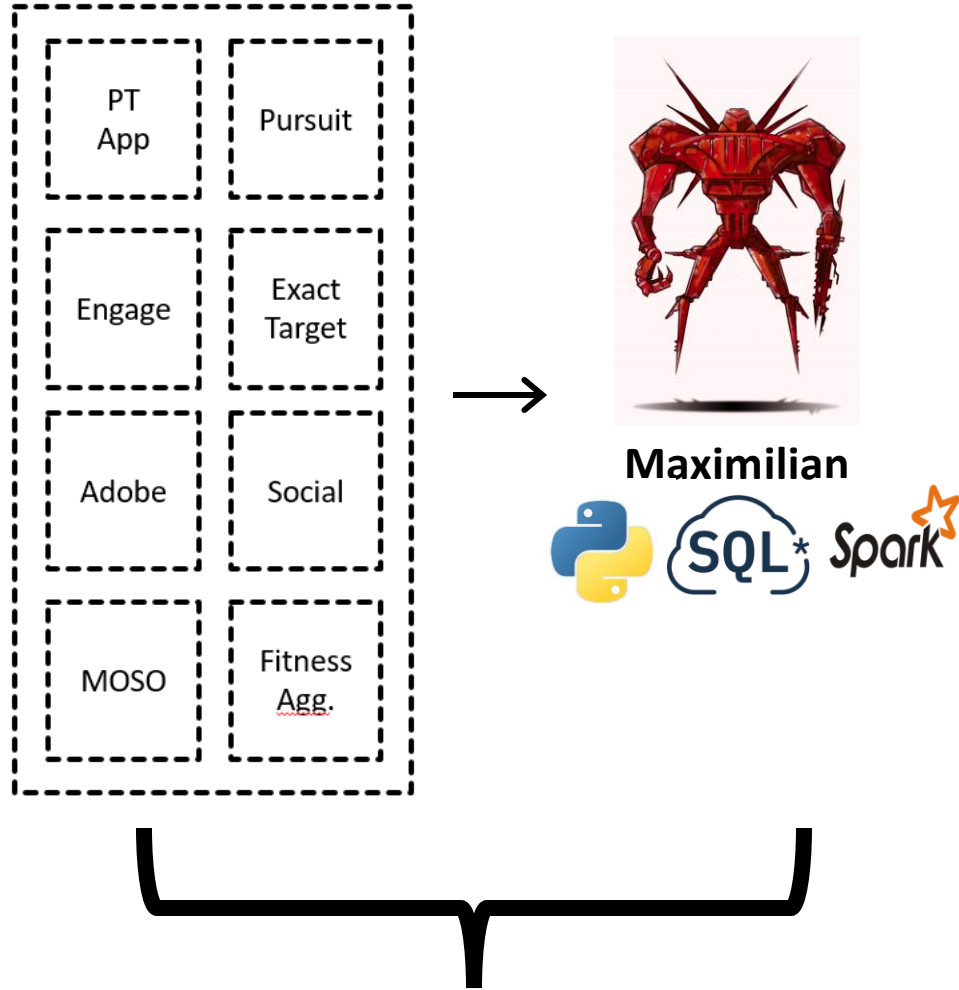 PT
App
Pursuit
Engage
Exact
Target
Adobe
Social
MOSO
Fitness
Agg.
Maximilian
SQL*
Spark